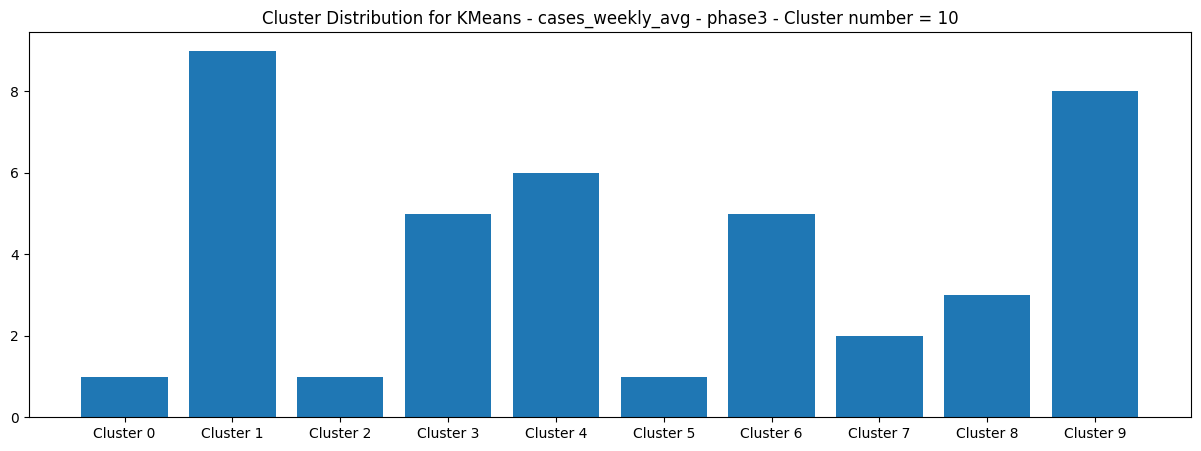 Cluster Distribution for KMeans - cases_weekly_avg - phase3 - Cluster number = 10
8
6
4
2
0
Cluster 0 Cluster 1 Cluster 2 Cluster 3 Cluster 4 Cluster 5 Cluster 6 Cluster 7 Cluster 8 Cluster 9